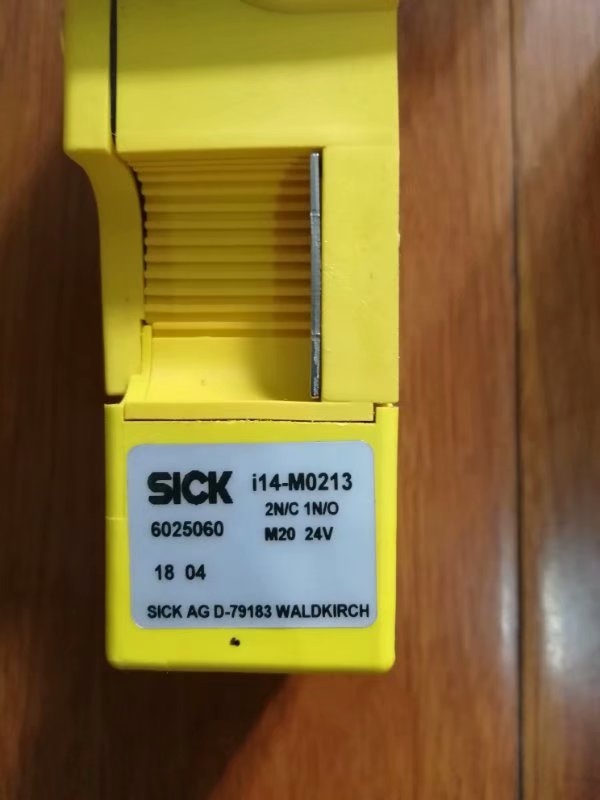 SICK i14-M0213
2N/C 1N/O
6025060 M20 24V
18 04
SICK AG D-79183 WALDKIRCH